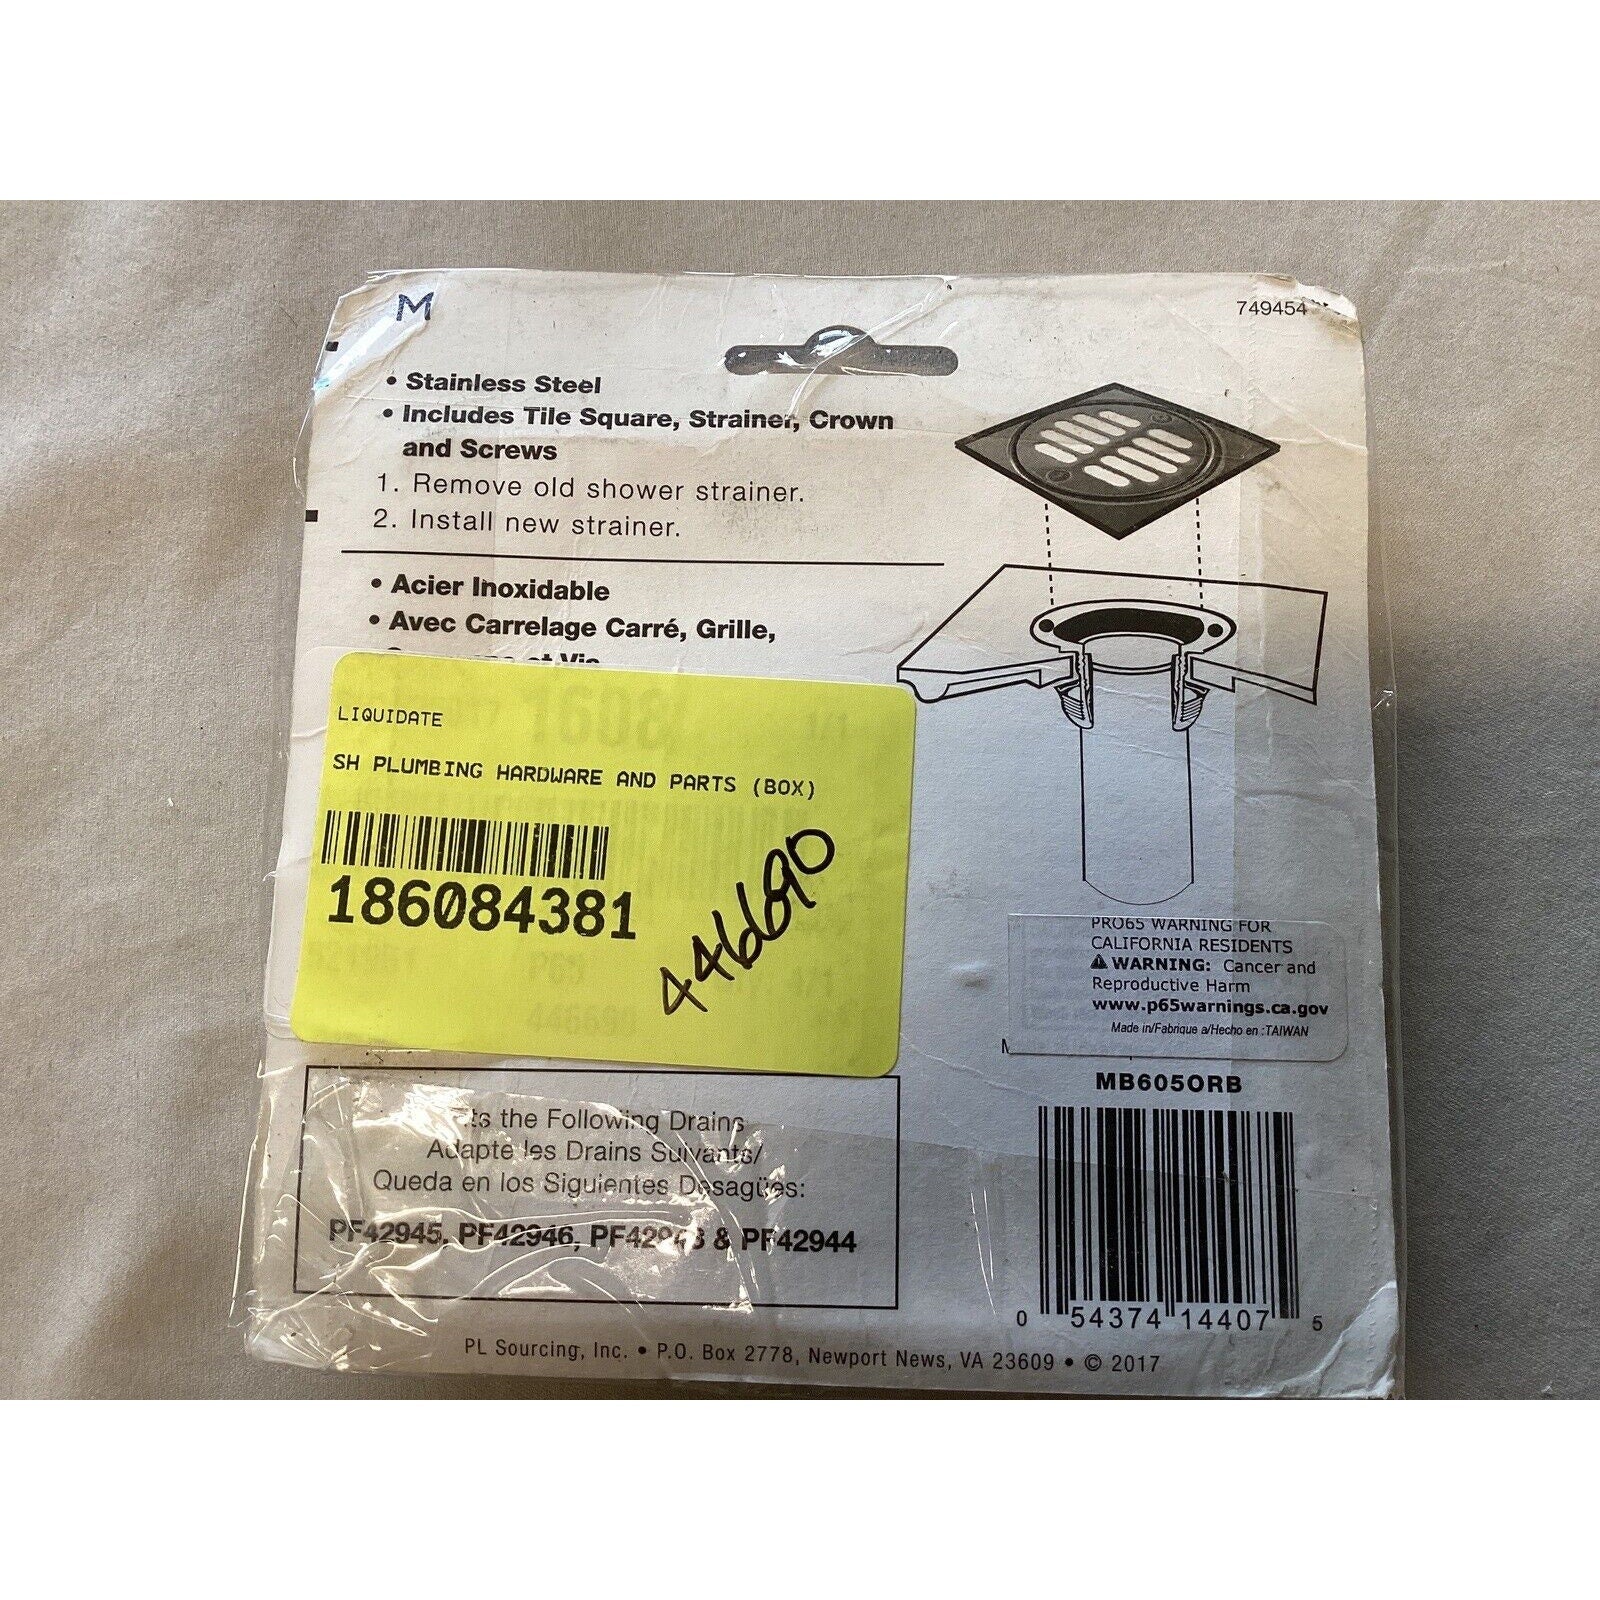 M
749454
• Stainless Steel
• Includes Tile Square, Strainer, Crown
and Screws
1. Remove old shower strainer.
2. Install new strainer.
• Acier Inoxidable
• Avec Carrelage Carré, Grille,
et Vis
LIQUIDATE
SH PLUMBING HARDWARE AND PARTS (BOX)
186084381
446690
PRO65 WARNING FOR
CALIFORNIA RESIDENTS
⚠ WARNING: Cancer and
Reproductive Harm
www.p65warnings.ca.gov
Made in/Fabrique a/Hecho en :TAIWAN
MB605ORB
the Following Drains
Adapte les Drains Suivants/
Queda en los Siguientes Desagües:
PF42945, PF42946, & PF42944
0 54374 14407 5
PL Sourcing, Inc. • P.O. Box 2778, Newport News, VA 23609 • © 2017